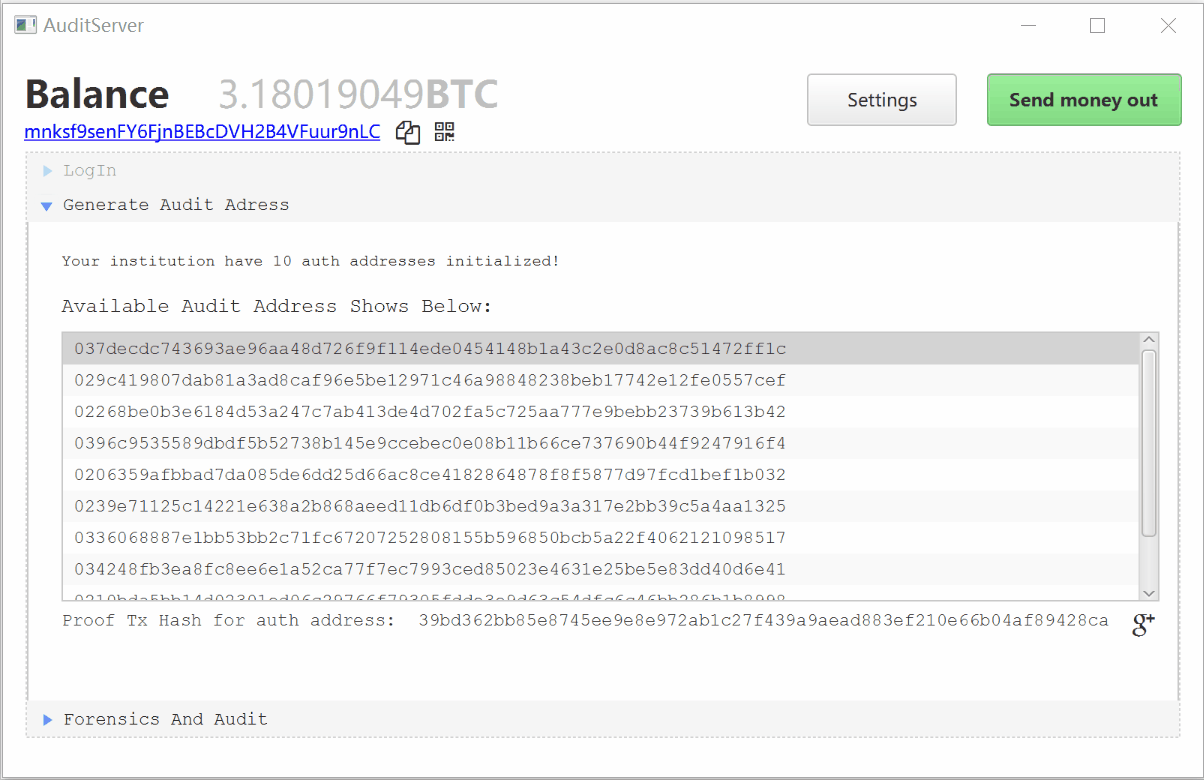 AuditServer
Balance 3.18019049BTC
Settings
Send money out
mnksf9senFY6FjnBEBcDVH2B4VFuur9nLC
LogIn
Generate Audit Adress
Your institution have 10 auth addresses initialized!
Available Audit Address Shows Below:
037decdc743693ae96aa48d726f9f114ede0454148b1a43c2e0d8ac8c51472ff1c
029c419807dab81a3ad8caf96e5be12971c46a98848238beb17742e12fe0557cef
02268be0b3e6184d53a247c7ab413de4d702fa5c725aa777e9bebb23739b613b42
0396c9535589dbdf5b52738b145e9ccebec0e08b11b66ce737690b44f9247916f4
0206359afbbad7da085de6dd25d66ac8ce4182864878f8f5877d97fcd1bef1b032
0239e71125c14221e638a2b868aeed11db6df0b3bed9a3a317e2bb39c5a4aa1325
0336068887e1bb53bb2c71fc67207252808155b596850bcb5a22f4062121098517
034248fb3ea8fc8ee6e1a52ca77f7ec7993ced85023e4631e25be5e83dd40d6e41
Proof Tx Hash for auth address: 39bd362bb85e8745ee9e8e972ab1c27f439a9aead883ef210e66b04af89428ca
g+
Forensics And Audit